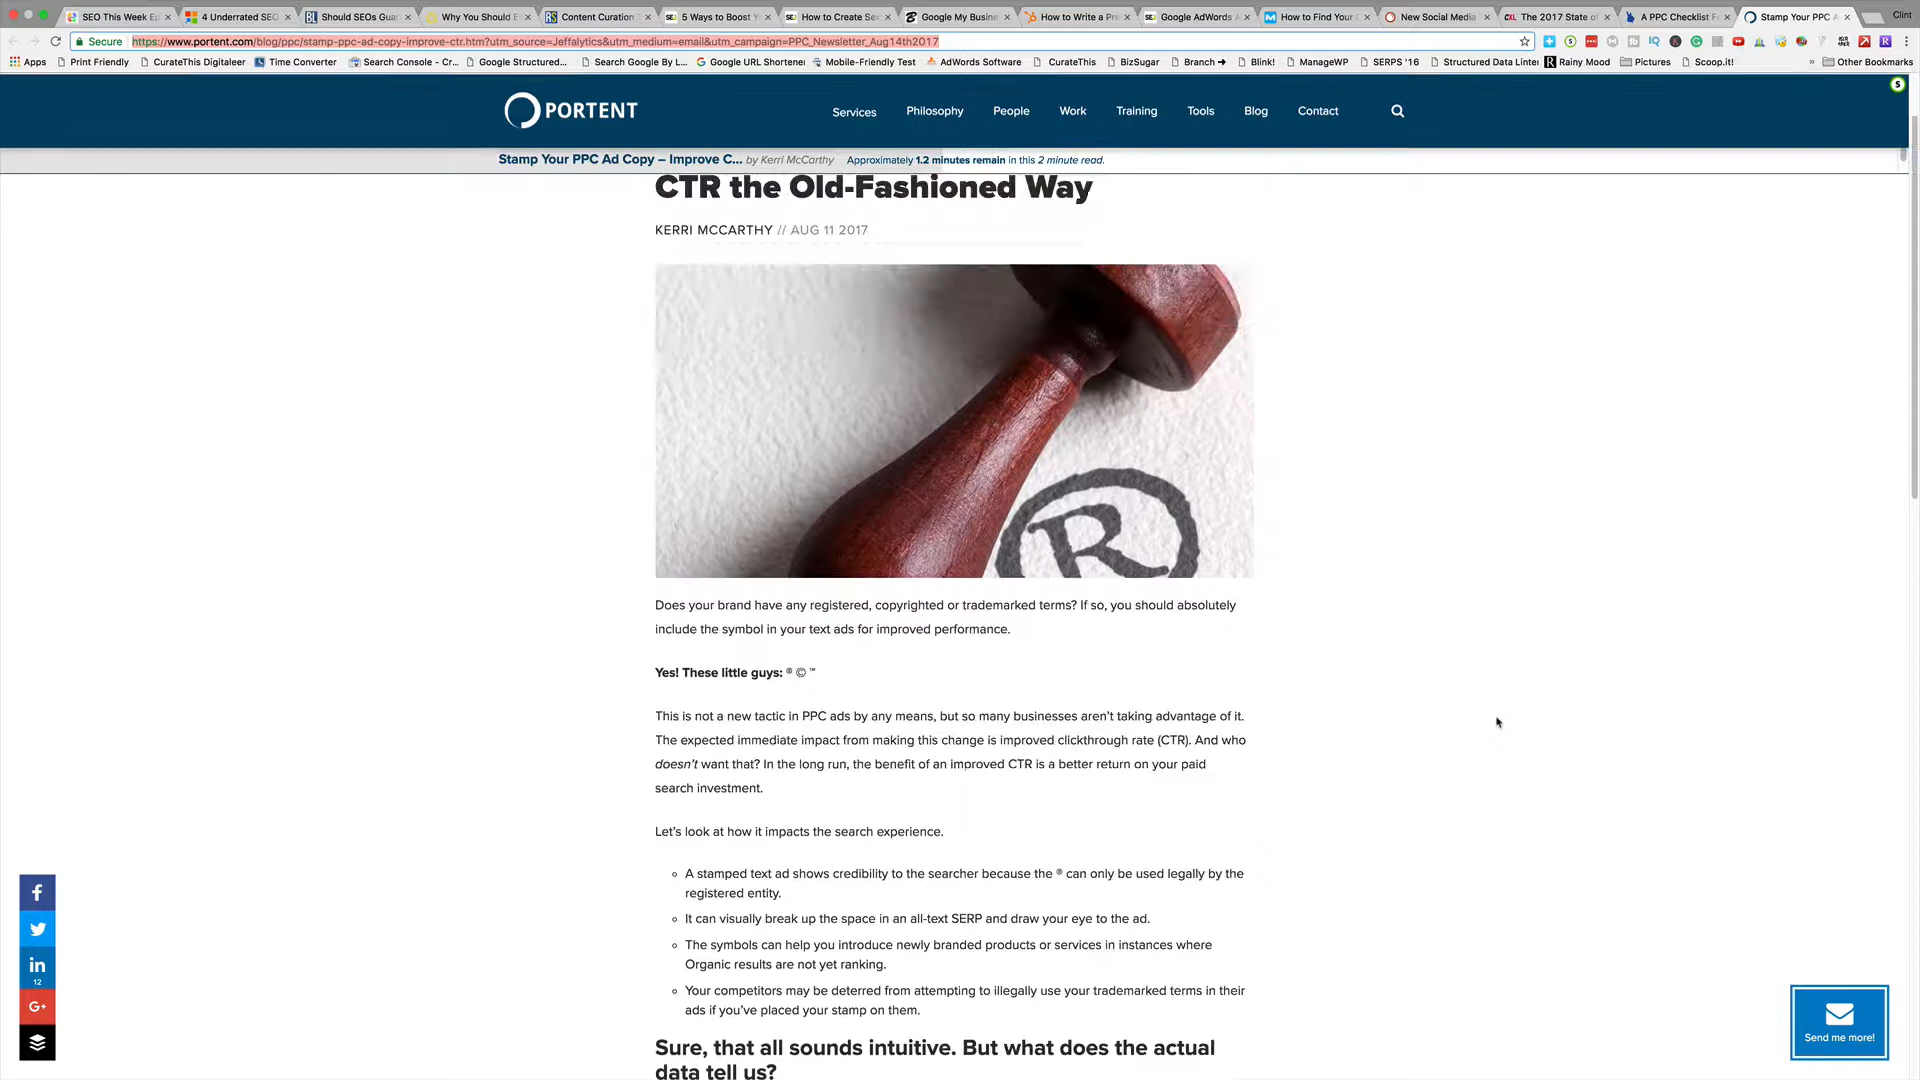 SEO This Week Ep
4 Underrated SEO
Should SEOs Guar
Why You Should E
Content Curation T
5 Ways to Boost Y
How to Create Sex
Google My Busine
How to Write a Pre
Google AdWords A
How to Find Your C
New Social Media
The 2017 State of
A PPC Checklist Fo
Stamp Your PPC A
Clint
Secure
https://www.portent.com/blog/ppc/stamp-ppc-ad-copy-improve-ctr.htm?utm_source=Jeffalytics&utm_medium=email&utm_campaign=PPC_Newsletter_Aug14th2017
Apps Print Friendly CurateThis Digitaleer Time Converter Search Console - Cr... Google Structured... Search Google By L... Google URL Shortener Mobile-Friendly Test AdWords Software CurateThis BizSugar Branch ➔ Blink! ManageWP SERPS '16 Structured Data Linter Rainy Mood Pictures Scoop.it! » Other Bookmarks
PORTENT
Services Philosophy People Work Training Tools Blog Contact
Stamp Your PPC Ad Copy – Improve C... by Kerri McCarthy Approximately 1.2 minutes remain in this 2 minute read.
CTR the Old-Fashioned Way
KERRI MCCARTHY // AUG 11 2017
R
Does your brand have any registered, copyrighted or trademarked terms? If so, you should absolutely
include the symbol in your text ads for improved performance.
Yes! These little guys: ® © ™
This is not a new tactic in PPC ads by any means, but so many businesses aren't taking advantage of it.
The expected immediate impact from making this change is improved clickthrough rate (CTR). And who
doesn't want that? In the long run, the benefit of an improved CTR is a better return on your paid
search investment.
Let's look at how it impacts the search experience.
A stamped text ad shows credibility to the searcher because the ® can only be used legally by the
registered entity.
It can visually break up the space in an all-text SERP and draw your eye to the ad.
The symbols can help you introduce newly branded products or services in instances where
Organic results are not yet ranking.
Your competitors may be deterred from attempting to illegally use your trademarked terms in their
ads if you've placed your stamp on them.
Sure, that all sounds intuitive. But what does the actual
data tell us?
f
in
12
G+
Send me more!